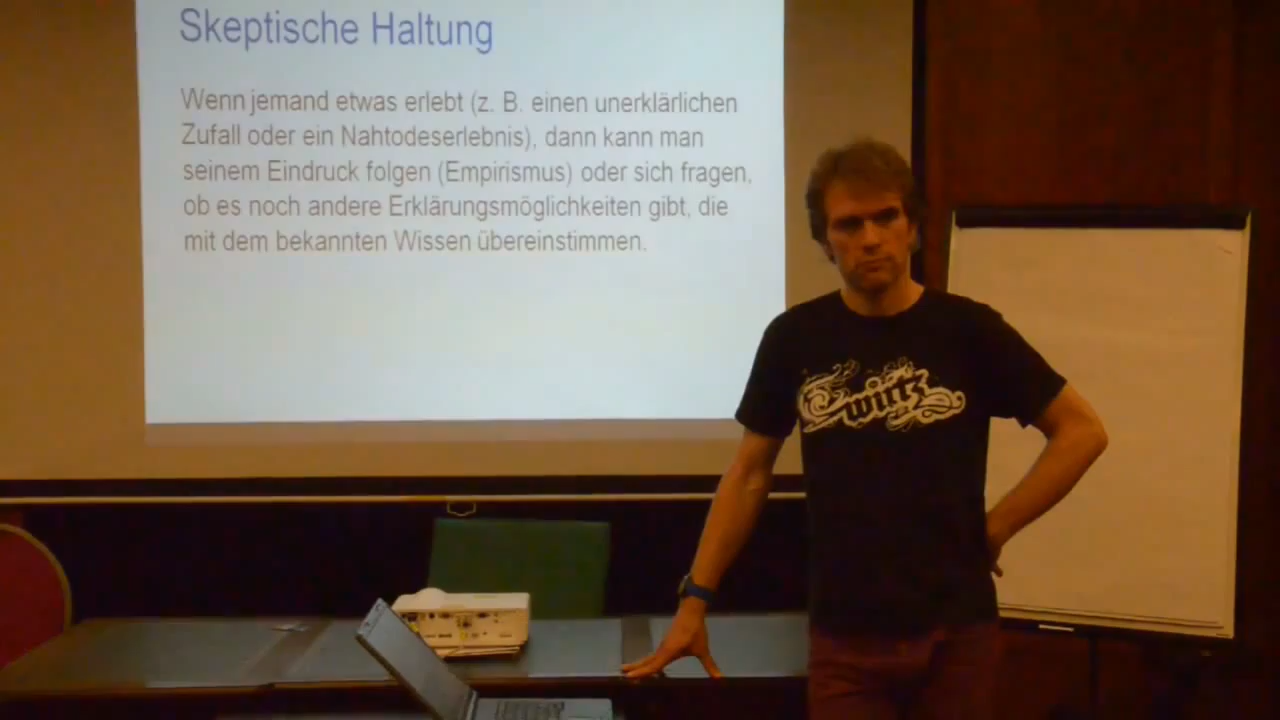 Skeptische Haltung
Wenn jemand etwas erlebt (z. B. einen unerklärlichen
Zufall oder ein Nahtodeserlebnis), dann kann man
seinem Eindruck folgen (Empirismus) oder sich fragen,
ob es noch andere Erklärungsmöglichkeiten gibt, die
mit dem bekannten Wissen übereinstimmen.
wirtz